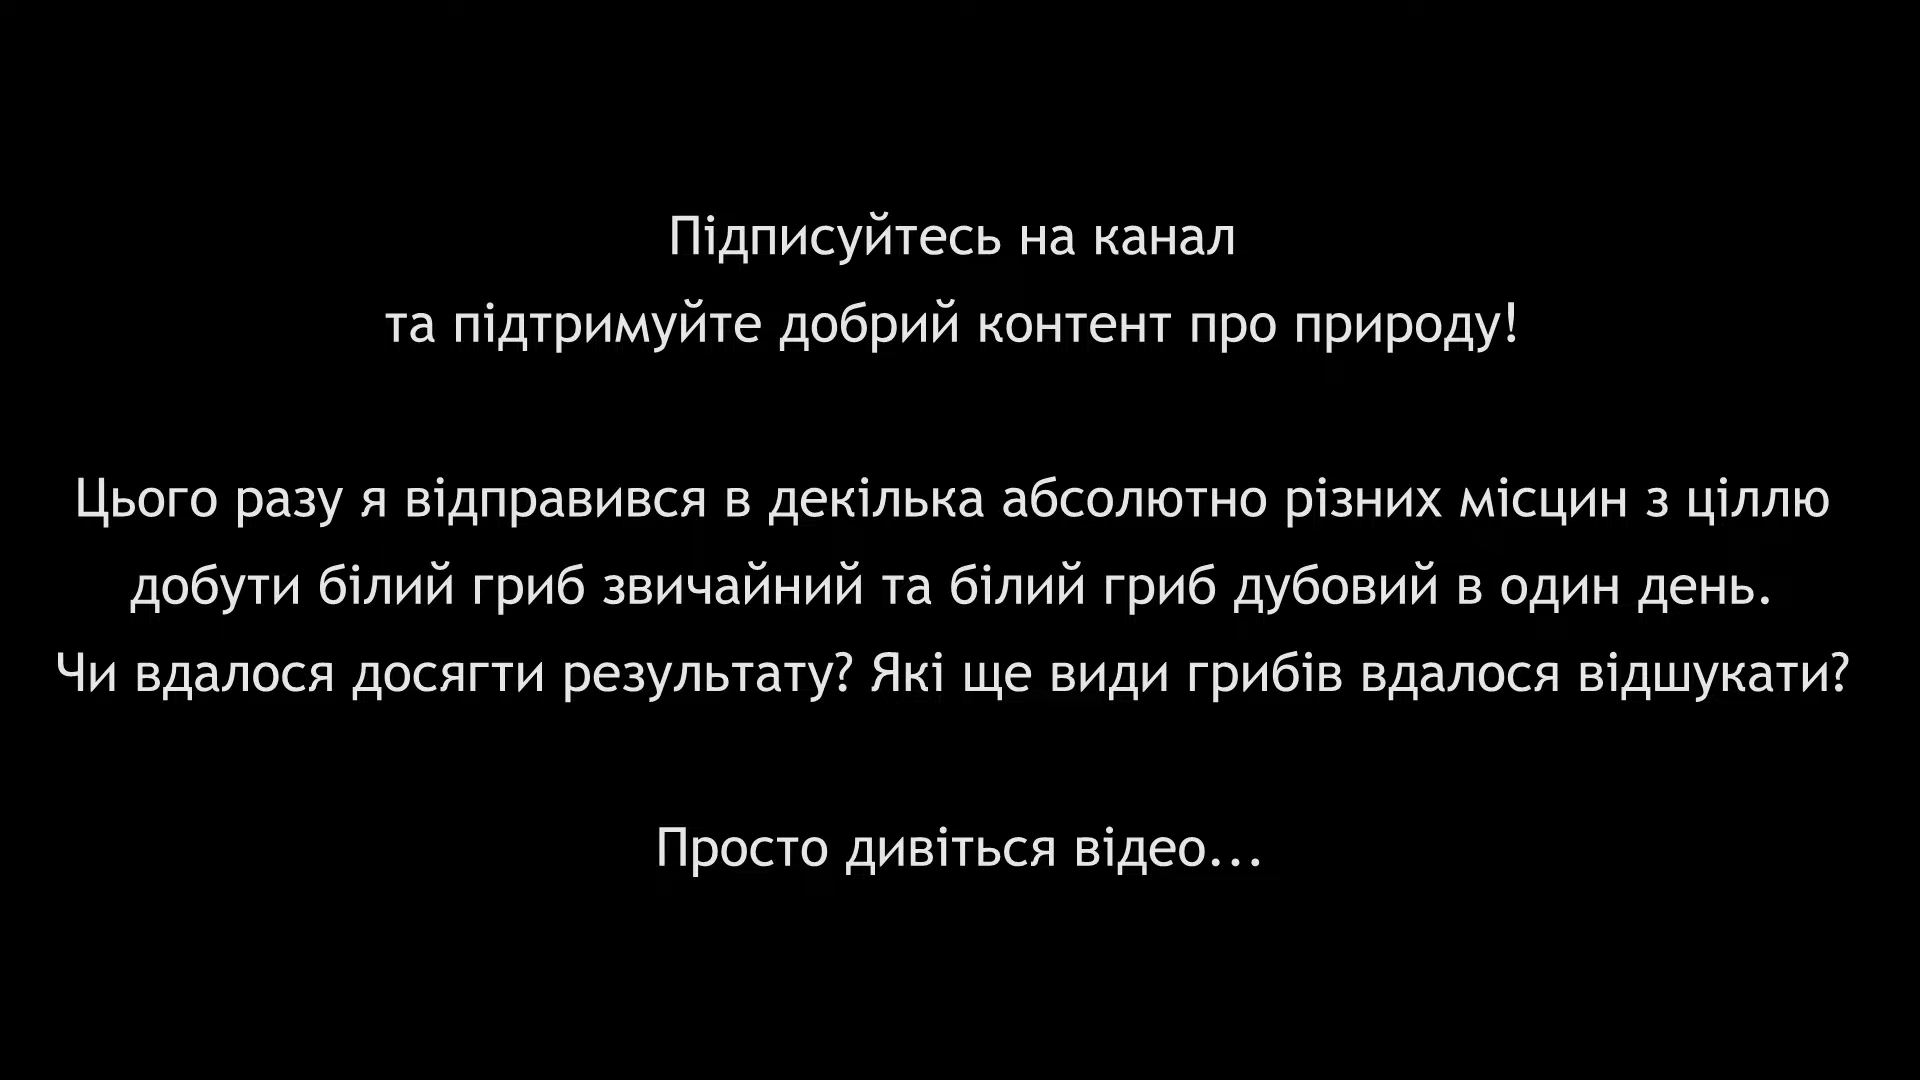 Підписуйтесь на канал
та підтримуйте добрий контент про природу!
Цього разу я відправився в декілька абсолютно різних місцин з ціллю
добути білий гриб звичайний та білий гриб дубовий в один день.
Чи вдалося досягти результату? Які ще види грибів вдалося відшукати?
Просто дивіться відео...